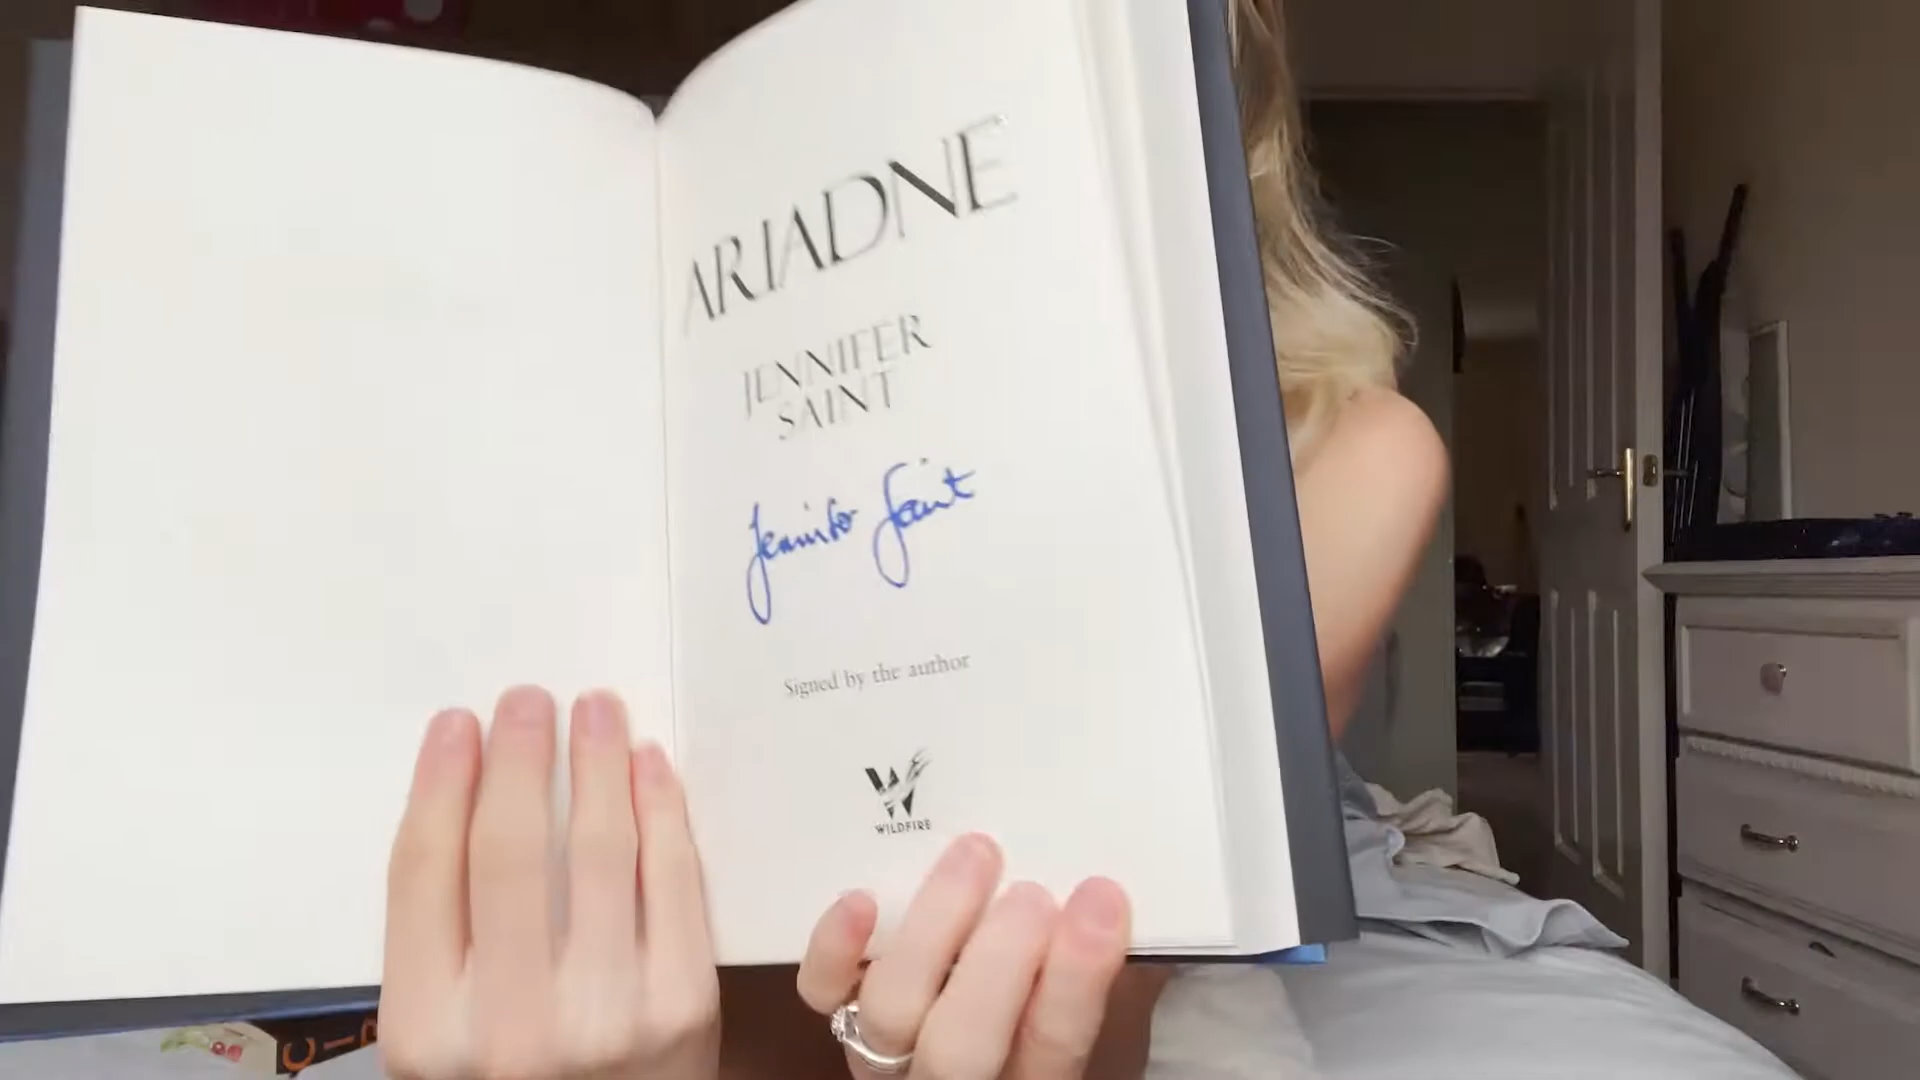 ARIADNE
JENNIFER
SAINT
Jennifer Saint
Signed by the author
W
WILDFIRE